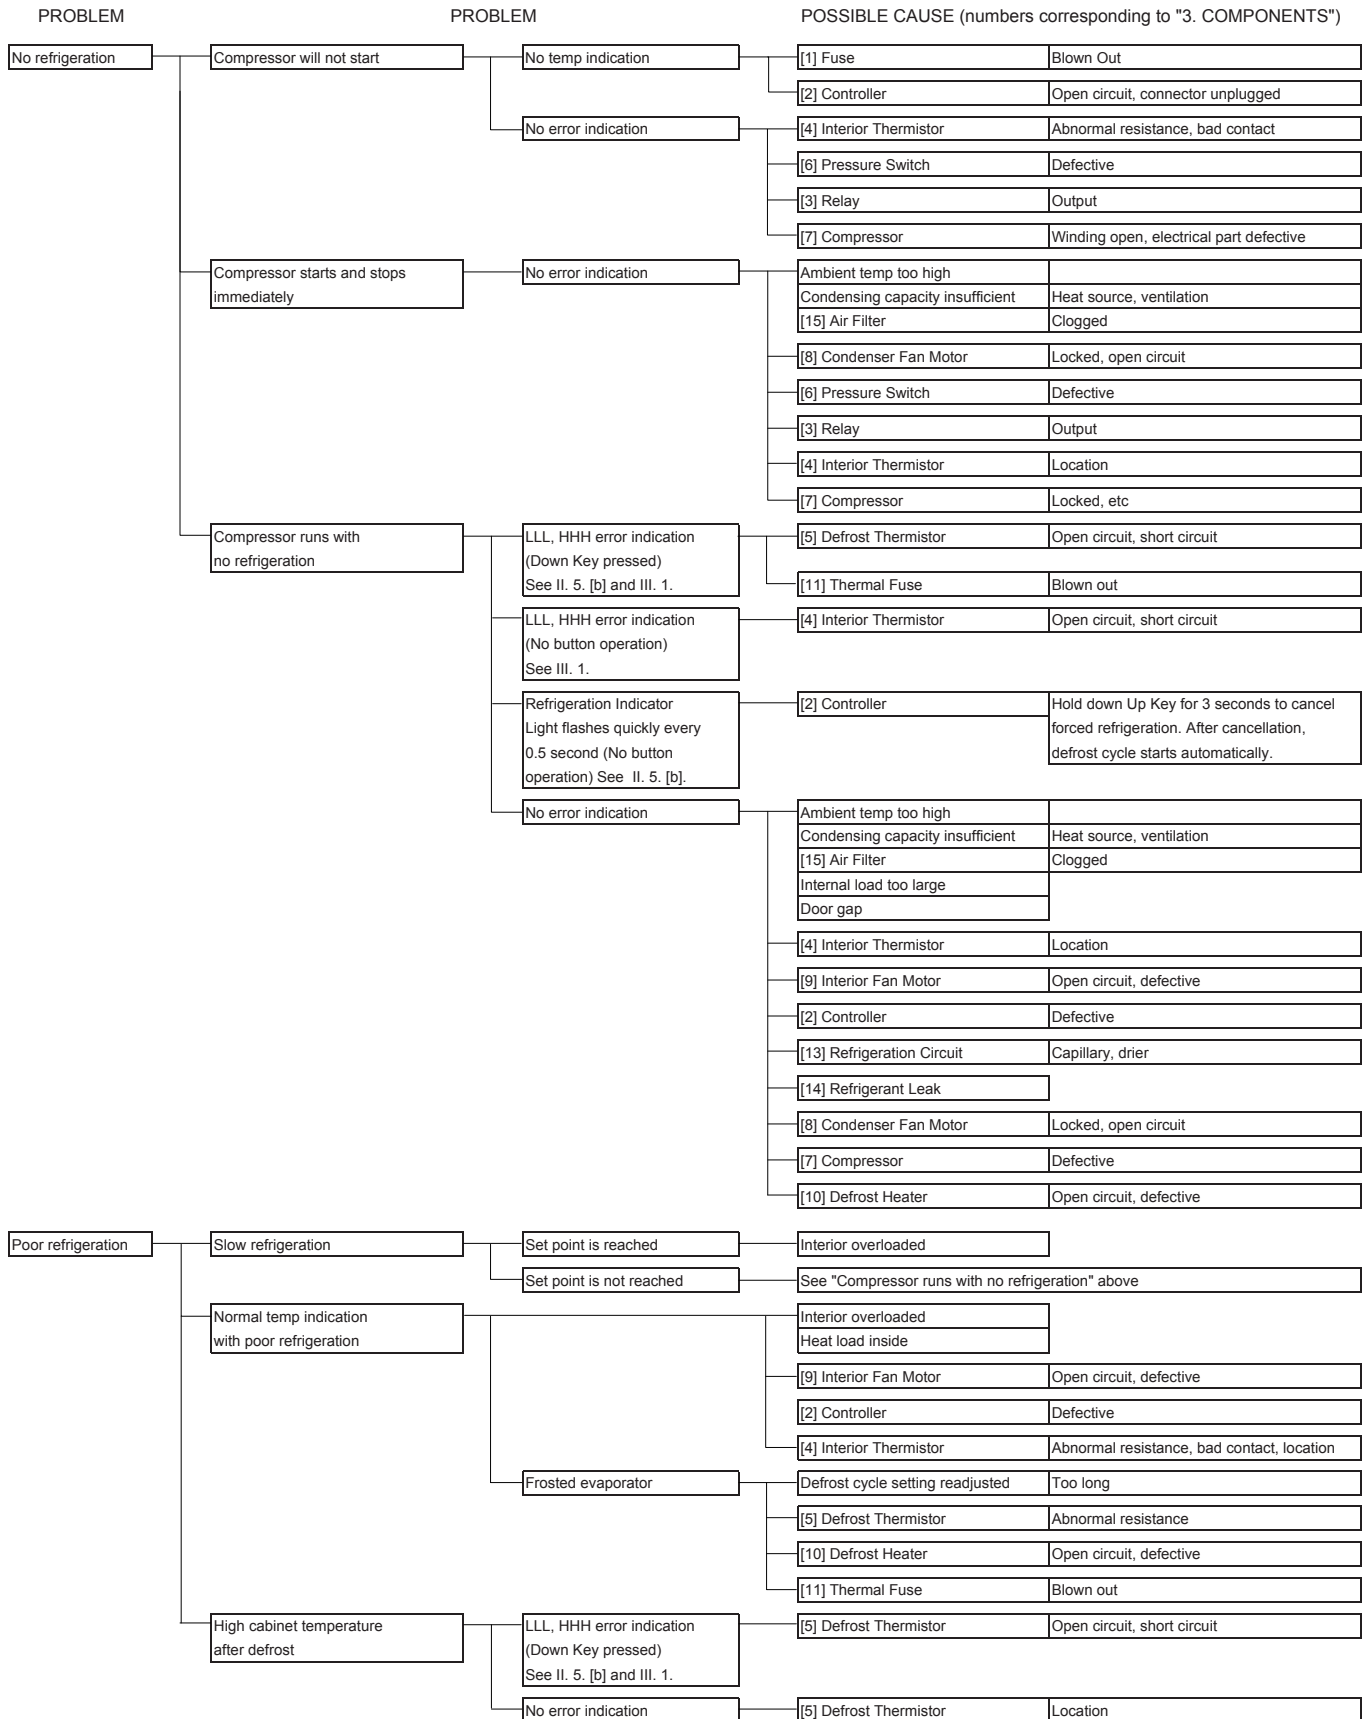 PROBLEM PROBLEM POSSIBLE CAUSE (numbers corresponding to "3. COMPONENTS")
No refrigeration Compressor will not start No temp indication [1] Fuse Blown Out
[2] Controller Open circuit, connector unplugged
No error indication [4] Interior Thermistor Abnormal resistance, bad contact
[6] Pressure Switch Defective
[3] Relay Output
[7] Compressor Winding open, electrical part defective
Compressor starts and stops No error indication Ambient temp too high
immediately Condensing capacity insufficient Heat source, ventilation
[15] Air Filter Clogged
[8] Condenser Fan Motor Locked, open circuit
[6] Pressure Switch Defective
[3] Relay Output
[4] Interior Thermistor Location
[7] Compressor Locked, etc
Compressor runs with LLL, HHH error indication [5] Defrost Thermistor Open circuit, short circuit
no refrigeration (Down Key pressed)
See II. 5. [b] and III. 1. [11] Thermal Fuse Blown out
LLL, HHH error indication [4] Interior Thermistor Open circuit, short circuit
(No button operation)
See III. 1.
Refrigeration Indicator [2] Controller Hold down Up Key for 3 seconds to cancel
Light flashes quickly every forced refrigeration. After cancellation,
0.5 second (No button defrost cycle starts automatically.
operation) See II. 5. [b].
No error indication Ambient temp too high
Condensing capacity insufficient Heat source, ventilation
[15] Air Filter Clogged
Internal load too large
Door gap
[4] Interior Thermistor Location
[9] Interior Fan Motor Open circuit, defective
[2] Controller Defective
[13] Refrigeration Circuit Capillary, drier
[14] Refrigerant Leak
[8] Condenser Fan Motor Locked, open circuit
[7] Compressor Defective
[10] Defrost Heater Open circuit, defective
Poor refrigeration Slow refrigeration Set point is reached Interior overloaded
Set point is not reached See "Compressor runs with no refrigeration" above
Normal temp indication Interior overloaded
with poor refrigeration Heat load inside
[9] Interior Fan Motor Open circuit, defective
[2] Controller Defective
[4] Interior Thermistor Abnormal resistance, bad contact, location
Frosted evaporator Defrost cycle setting readjusted Too long
[5] Defrost Thermistor Abnormal resistance
[10] Defrost Heater Open circuit, defective
[11] Thermal Fuse Blown out
High cabinet temperature LLL, HHH error indication [5] Defrost Thermistor Open circuit, short circuit
after defrost (Down Key pressed)
See II. 5. [b] and III. 1.
No error indication [5] Defrost Thermistor Location